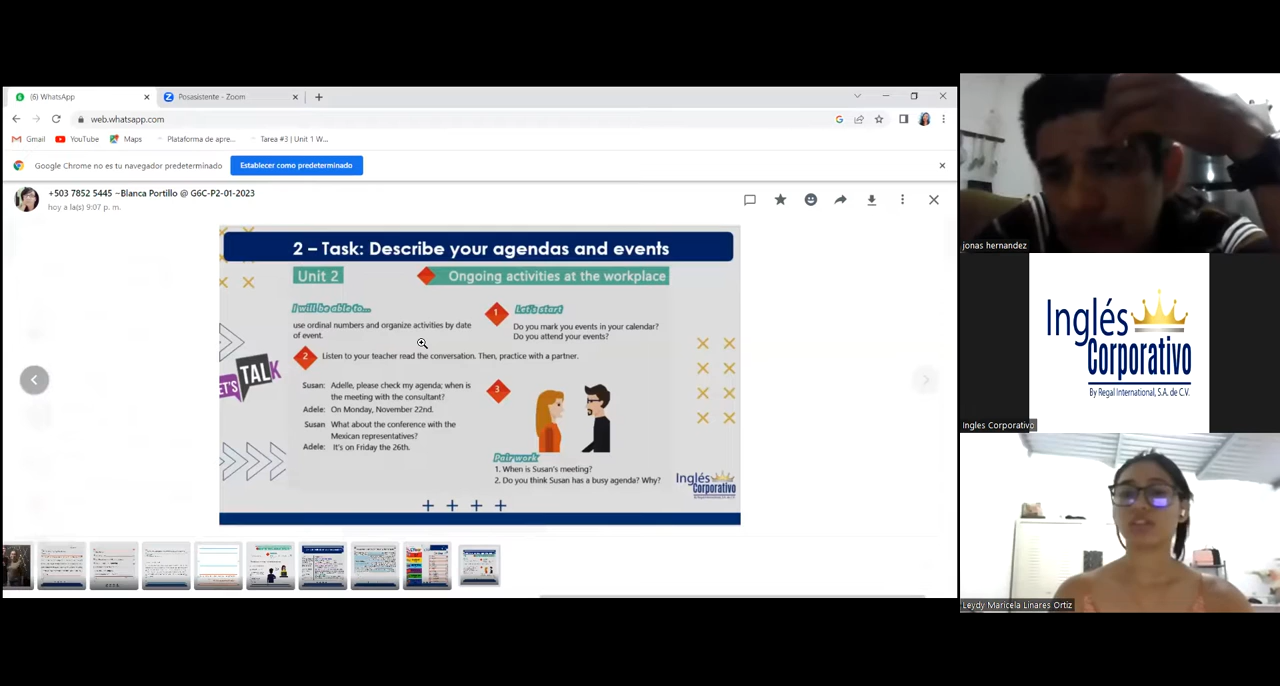 (6) WhatsApp
Posasistente - Zoom
web.whatsapp.com
Gmail
YouTube
Maps
Plataforma de apre...
Tarea #3 | Unit 1 W...
Google Chrome no es tu navegador predeterminado
Establecer como predeterminado
+503 7852 5445 ~Blanca Portillo @ G6C-P2-01-2023
hoy a la(s) 9:07 p. m.
2 – Task: Describe your agendas and events
Unit 2
Ongoing activities at the workplace
I will be able to...
use ordinal numbers and organize activities by date
of event.
1
Let's start
Do you mark you events in your calendar?
Do you attend your events?
2
Listen to your teacher read the conversation. Then, practice with a partner.
LET'S TALK
Susan: Adelle, please check my agenda; when is
the meeting with the consultant?
Adele: On Monday, November 22nd.
Susan What about the conference with the
Mexican representatives?
Adele: It's on Friday the 26th.
3
Pair work
1. When is Susan's meeting?
2. Do you think Susan has a busy agenda? Why?
Inglés
Corporativo
jonas hernandez
Inglés
Corporativo
By Regal International, S.A. de C.V.
Ingles Corporativo
Leydy Maricela Linares Ortiz